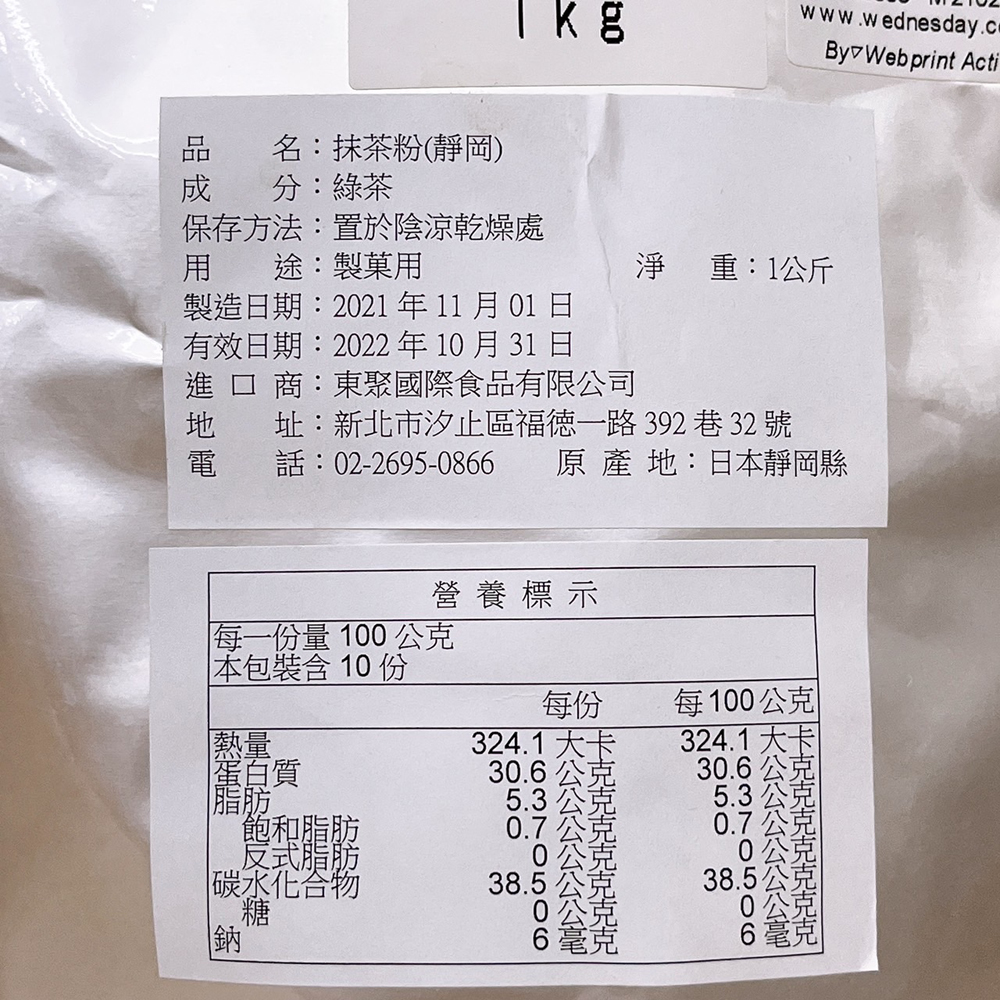 1kg
www.wednesday.c
By▽Webprint Acti
品名：抹茶粉(靜岡)
成分：綠茶
保存方法：置於陰涼乾燥處
用途：製菓用 淨重：1公斤
製造日期：2021 年 11 月 01 日
有效日期：2022 年 10 月 31 日
進口商：東聚國際食品有限公司
地址：新北市汐止區福德一路 392 巷 32 號
電話：02-2695-0866 原產地：日本靜岡縣
營養標示
每一份量 100 公克
本包裝含 10 份
每份 每 100 公克
熱量 324.1 大卡 324.1 大卡
蛋白質 30.6 公克 30.6 公克
脂肪 5.3 公克 5.3 公克
飽和脂肪 0.7 公克 0.7 公克
反式脂肪 0 公克 0 公克
碳水化合物 38.5 公克 38.5 公克
糖 0 公克 0 公克
鈉 6 毫克 6 毫克